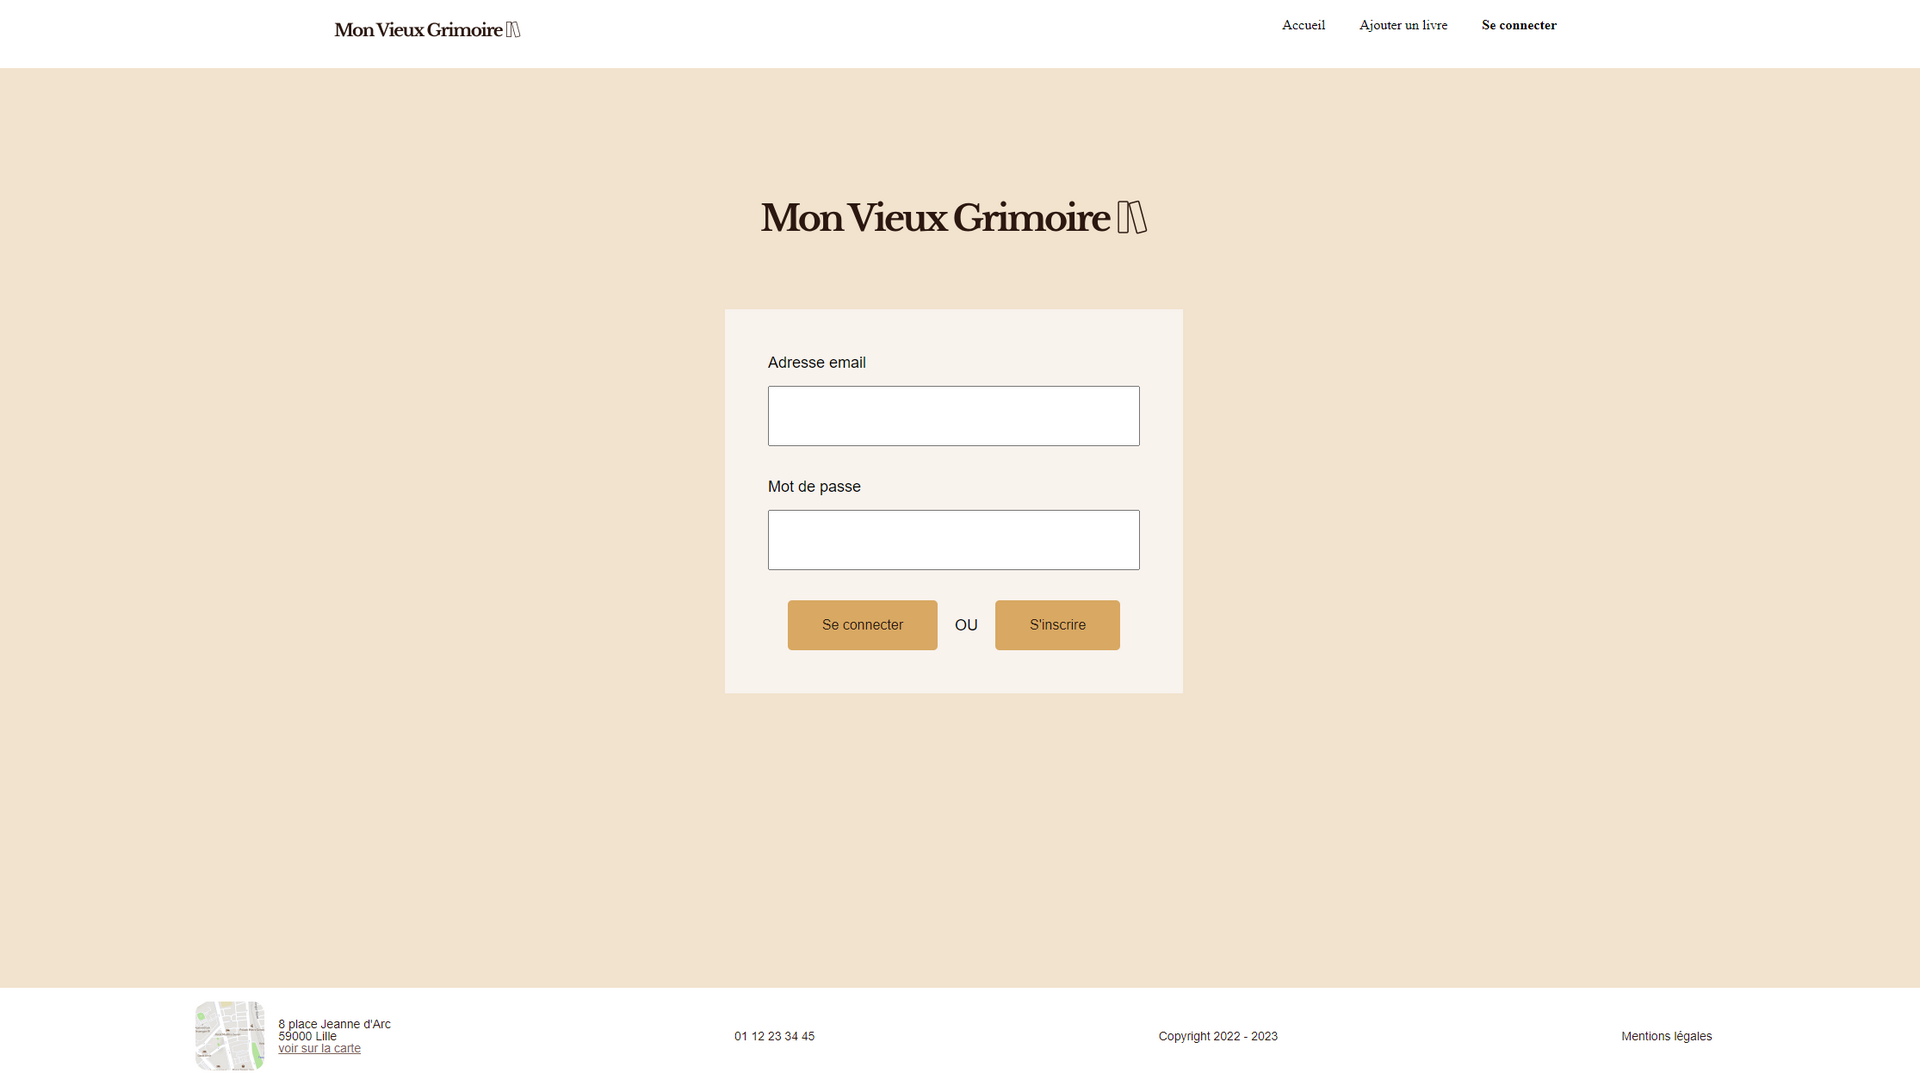 Mon Vieux Grimoire
Accueil
Ajouter un livre
Se connecter
Mon Vieux Grimoire
Adresse email
Mot de passe
Se connecter
OU
S'inscrire
8 place Jeanne d'Arc
59000 Lille
voir sur la carte
01 12 23 34 45
Copyright 2022 - 2023
Mentions légales